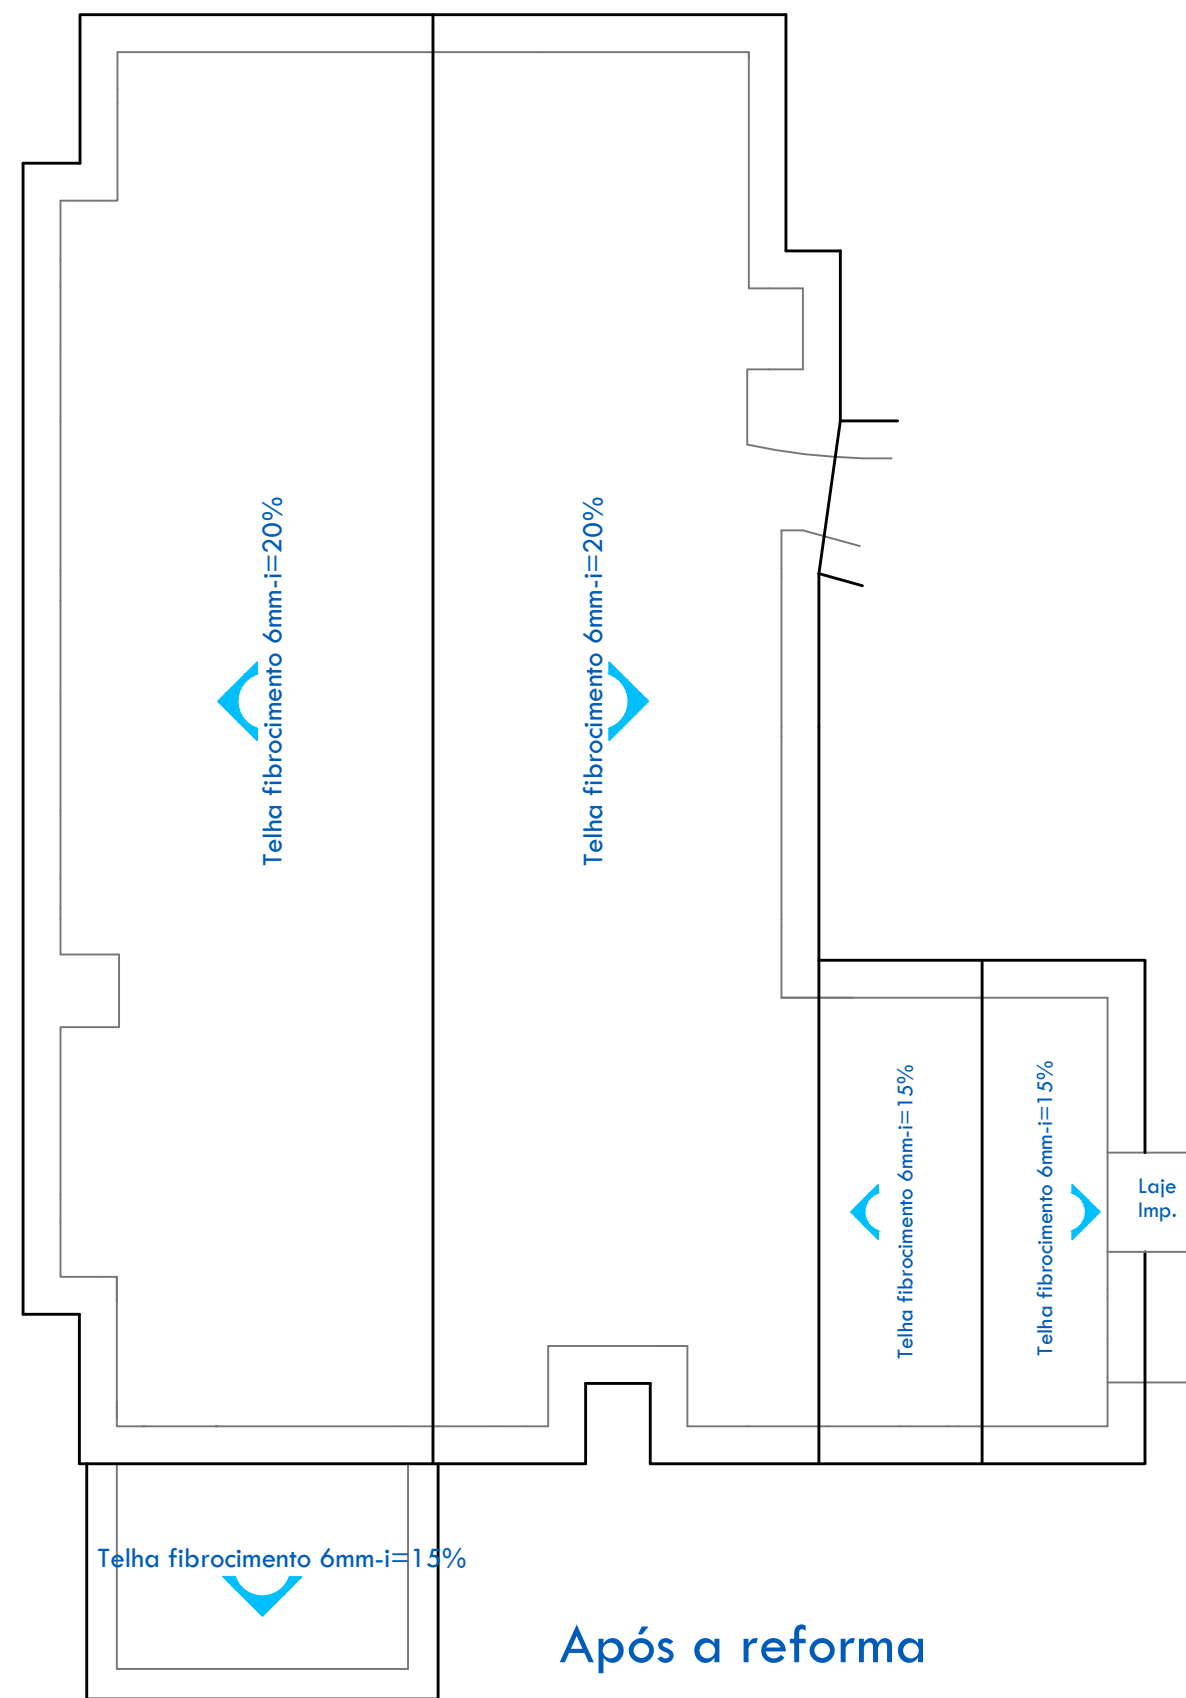 Telha fibrocimento 6mm-i=20%
Telha fibrocimento 6mm-i=20%
Telha fibrocimento 6mm-i=15%
Telha fibrocimento 6mm-i=15%
Laje
Imp.
Telha fibrocimento 6mm-i=15%
Após a reforma